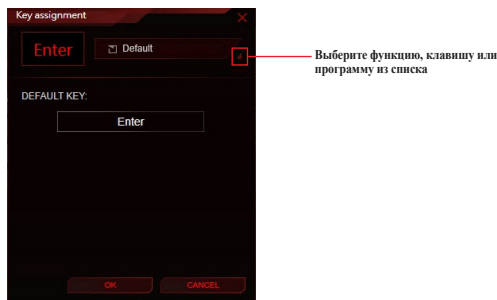 Key assignment
Enter
Default
Выберите функцию, клавишу или
программу из списка
DEFAULT KEY:
Enter
OK
CANCEL